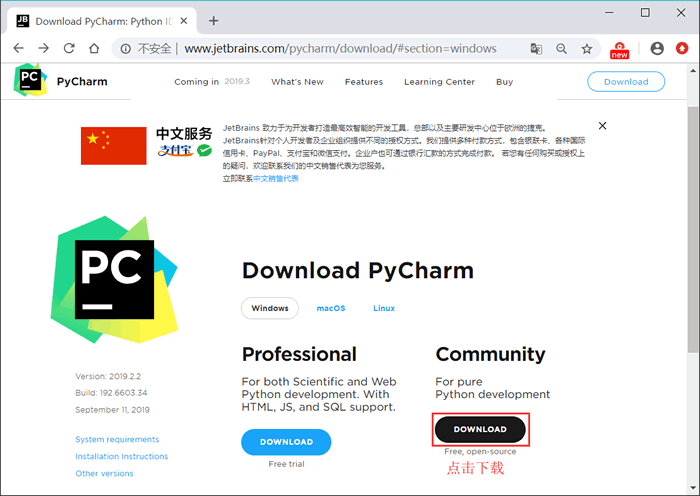 JB
Download PyCharm: Python ID
不安全 | www.jetbrains.com/pycharm/download/#section=windows
new
PC
PyCharm
Coming in 2019.3
What's New
Features
Learning Center
Buy
Download
中文服务
支付宝
JetBrains 致力于为开发者打造最高效智能的开发工具，总部以及主要研发中心位于欧洲的捷克。
JetBrains针对个人开发者及企业组织提供不同的授权方式。我们提供多种付款方式，包含银联卡、各种国际
信用卡、PayPal、支付宝和微信支付。企业户也可通过银行汇款的方式完成付款。 若您有任何购买或授权上
的疑问，欢迎联系我们的中文销售代表为您服务。
立即联系中文销售代表
PC
Download PyCharm
Windows
macOS
Linux
Professional
For both Scientific and Web
Python development. With
HTML, JS, and SQL support.
DOWNLOAD
Free trial
Community
For pure
Python development
DOWNLOAD
Free, open-source
点击下载
Version: 2019.2.2
Build: 192.6603.34
September 11, 2019
System requirements
Installation Instructions
Other versions